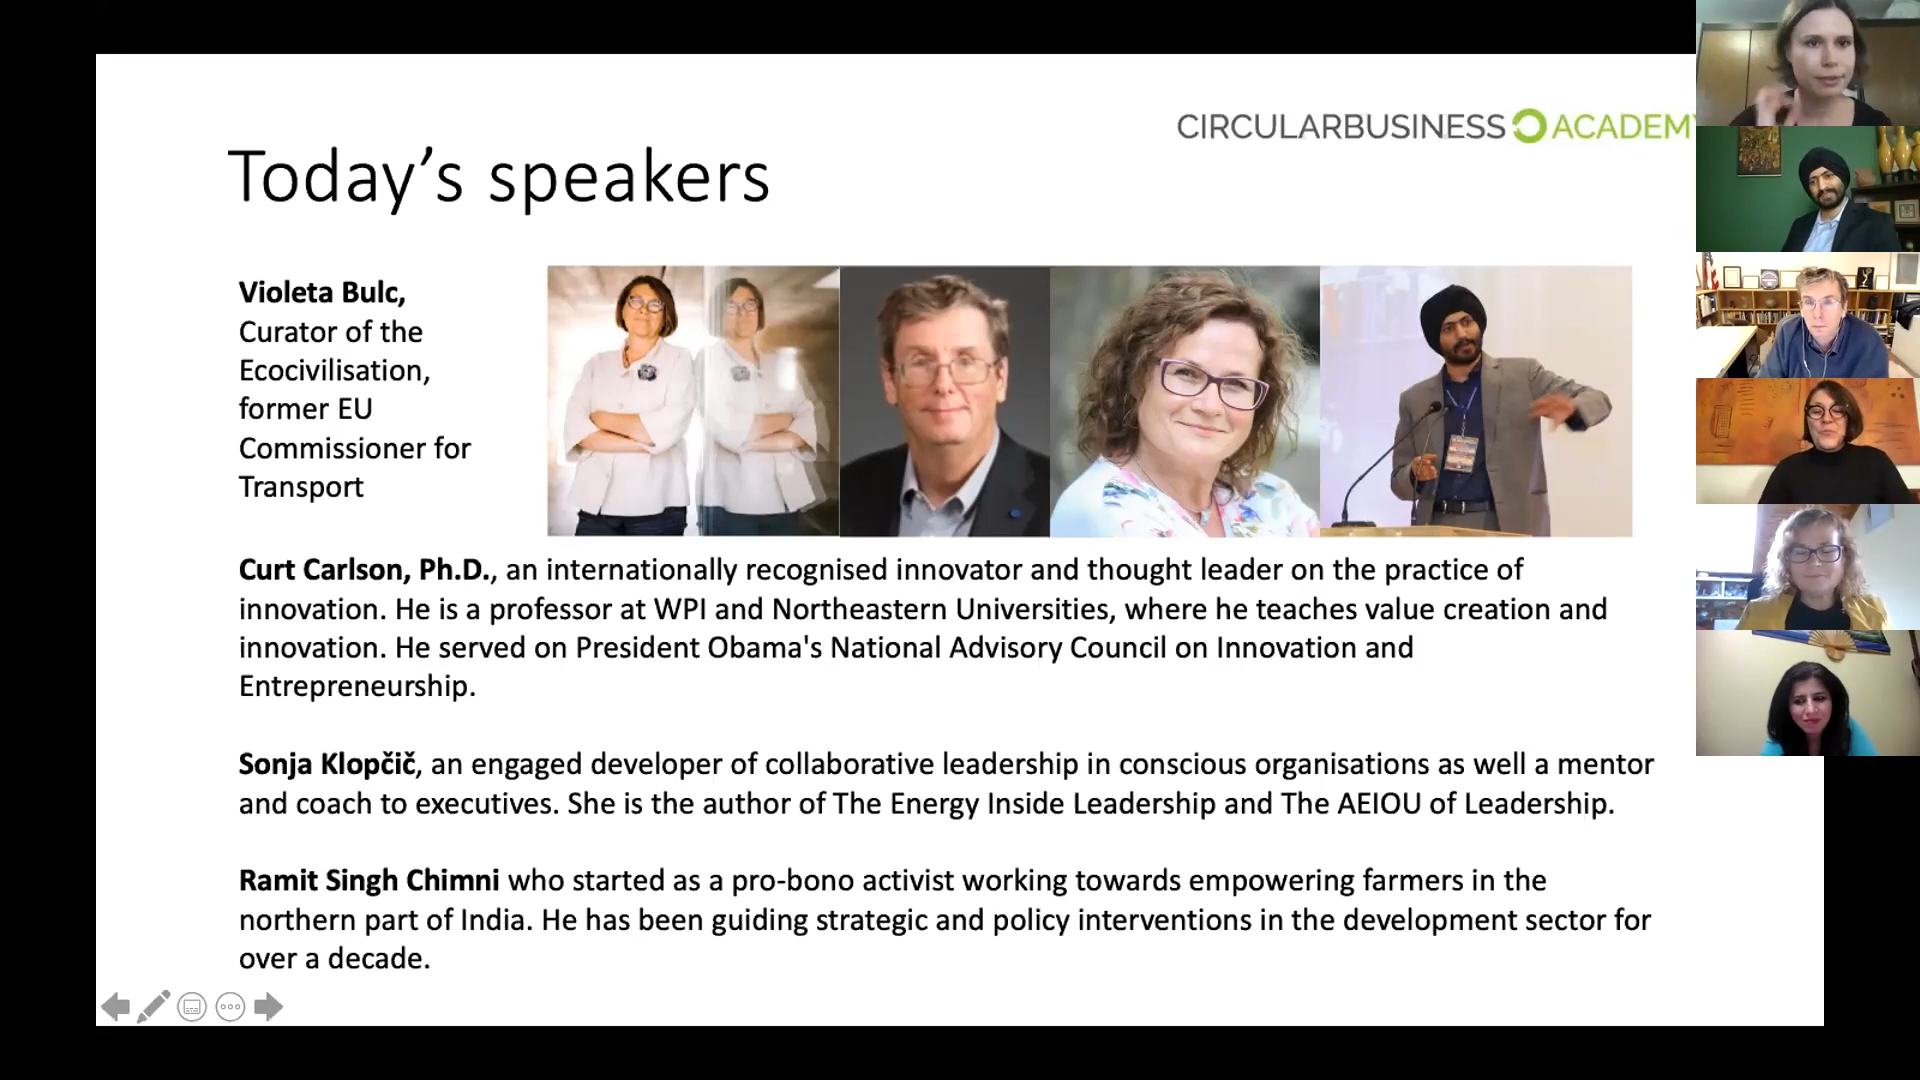 CIRCULARBUSINESS ACADEMY
Today’s speakers
Violeta Bulc,
Curator of the
Ecocivilisation,
former EU
Commissioner for
Transport
Curt Carlson, Ph.D., an internationally recognised innovator and thought leader on the practice of
innovation. He is a professor at WPI and Northeastern Universities, where he teaches value creation and
innovation. He served on President Obama's National Advisory Council on Innovation and
Entrepreneurship.
Sonja Klopčič, an engaged developer of collaborative leadership in conscious organisations as well a mentor
and coach to executives. She is the author of The Energy Inside Leadership and The AEIOU of Leadership.
Ramit Singh Chimni who started as a pro-bono activist working towards empowering farmers in the
northern part of India. He has been guiding strategic and policy interventions in the development sector for
over a decade.